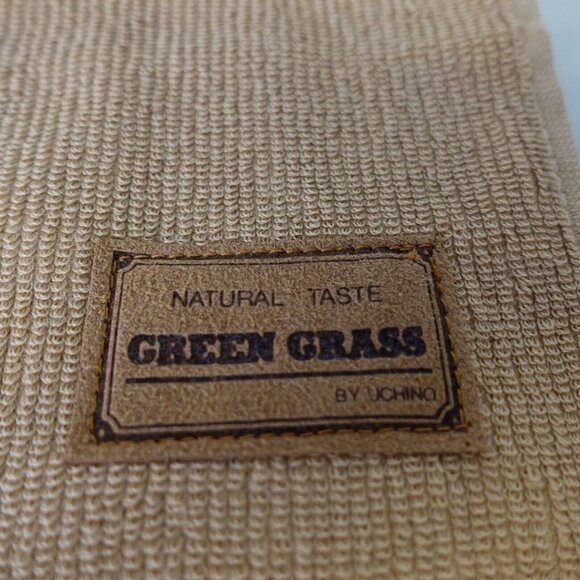 NATURAL TASTE
GREEN GRASS
BY UCHINO